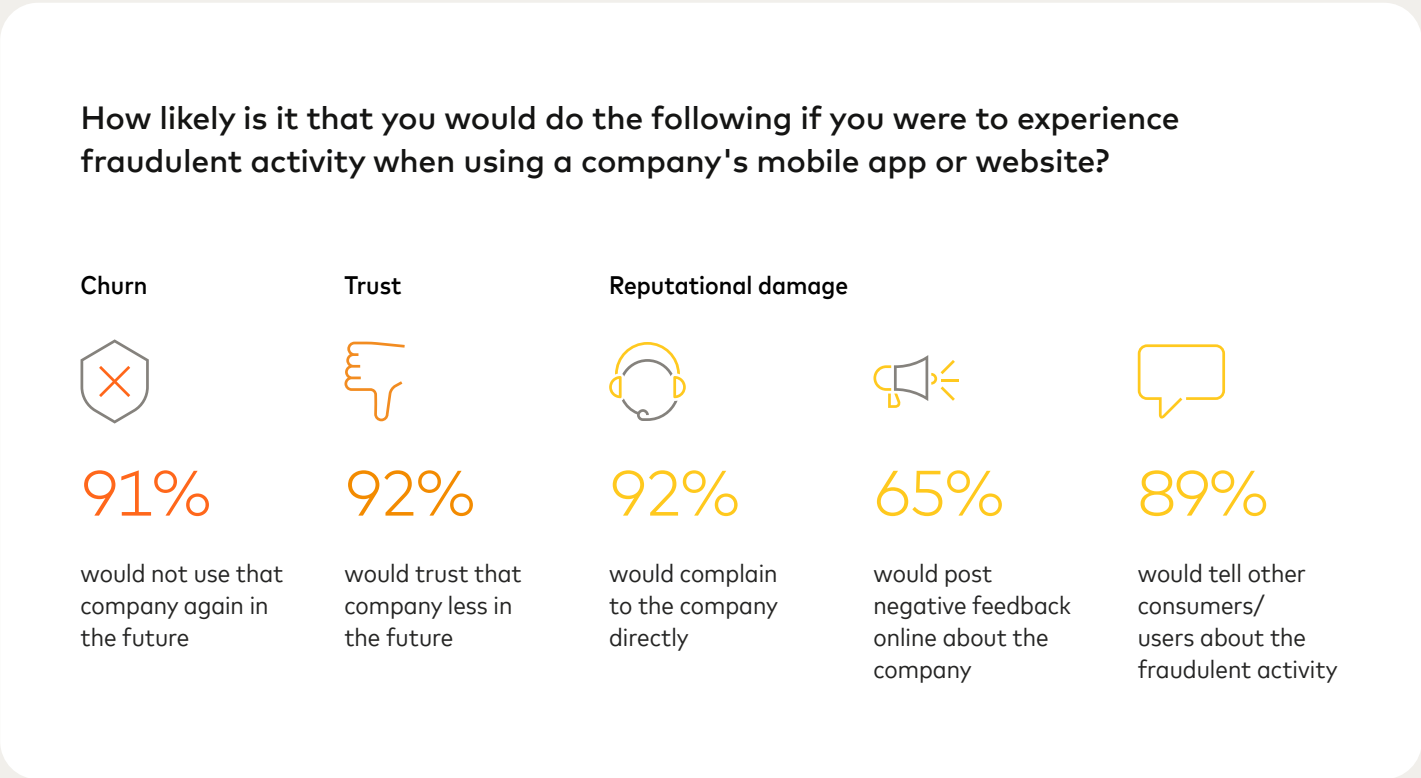 How likely is it that you would do the following if you were to experience
fraudulent activity when using a company's mobile app or website?
Churn
91%
would not use that
company again in
the future
Trust
92%
would trust that
company less in
the future
Reputational damage
92%
would complain
to the company
directly
65%
would post
negative feedback
online about the
company
89%
would tell other
consumers/
users about the
fraudulent activity